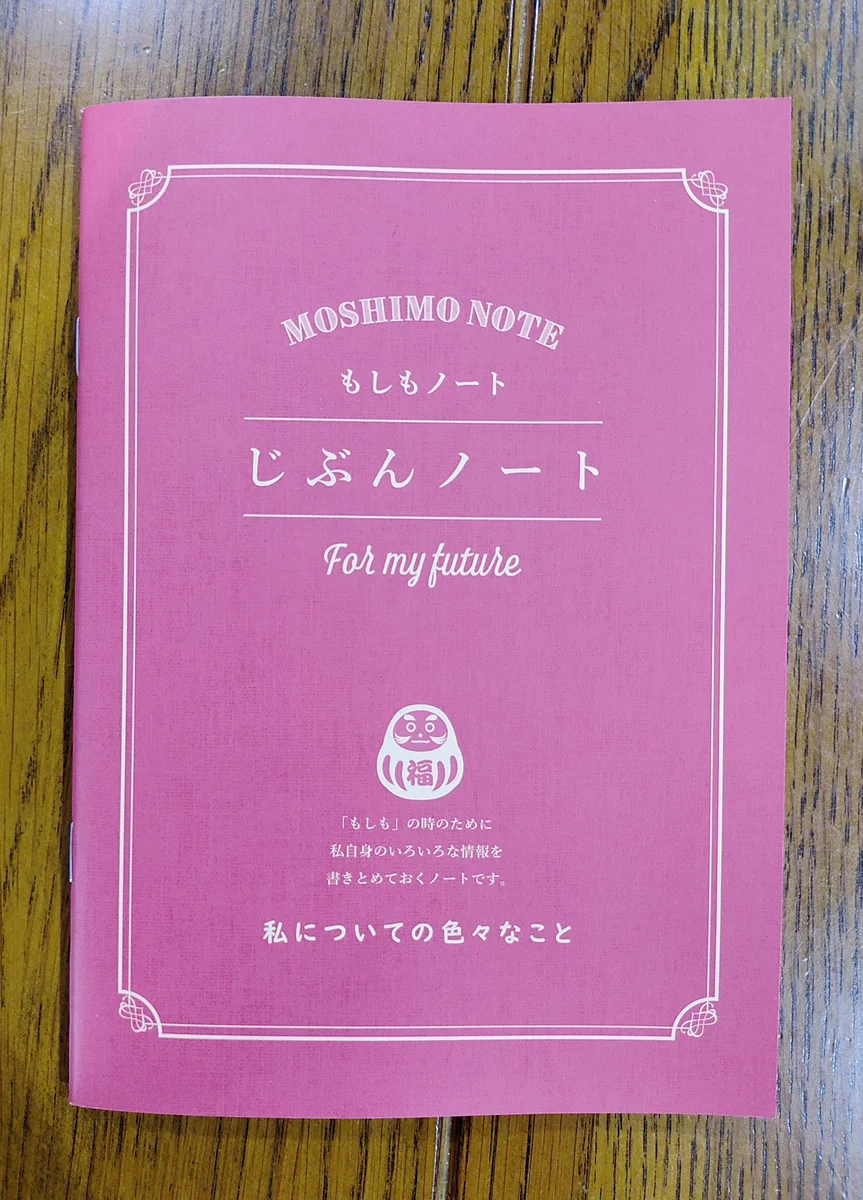 MOSHIMO NOTE
もしもノート
じぶんノート
For my future
福
「もしも」の時のために
私自身のいろいろな情報を
書きとめておくノートです。
私についての色々なこと